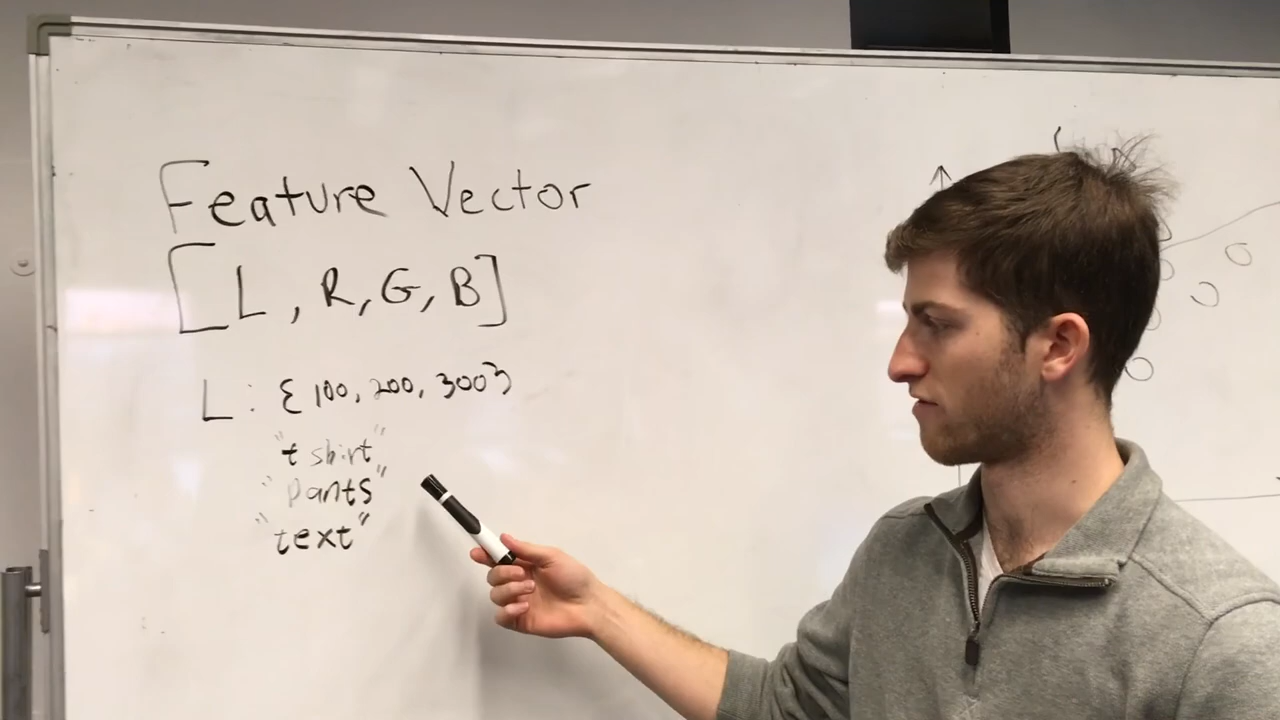 Feature Vector
[L, R, G, B]
L: {100, 200, 300}
"t shirt"
"pants"
"text"